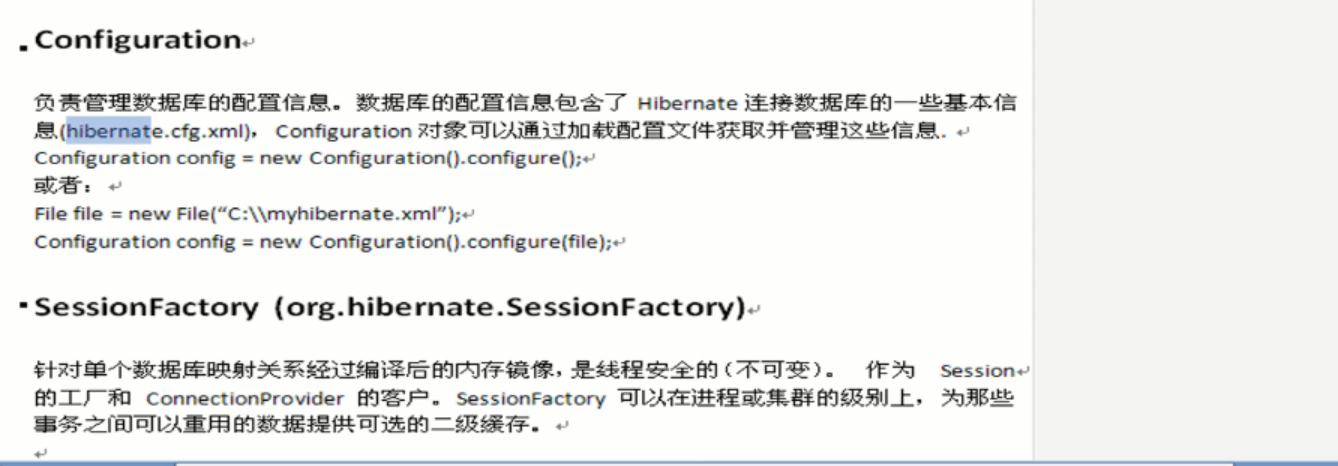 Configuration
负责管理数据库的配置信息。数据库的配置信息包含了 Hibernate 连接数据库的一些基本信
息(hibernate.cfg.xml)， Configuration 对象可以通过加载配置文件获取并管理这些信息.
Configuration config = new Configuration().configure();
或者：
File file = new File(“C:\\myhibernate.xml”);
Configuration config = new Configuration().configure(file);
SessionFactory (org.hibernate.SessionFactory)
针对单个数据库映射关系经过编译后的内存镜像，是线程安全的（不可变）。 作为 Session
的工厂和 ConnectionProvider 的客户。SessionFactory 可以在进程或集群的级别上， 为那些
事务之间可以重用的数据提供可选的二级缓存。